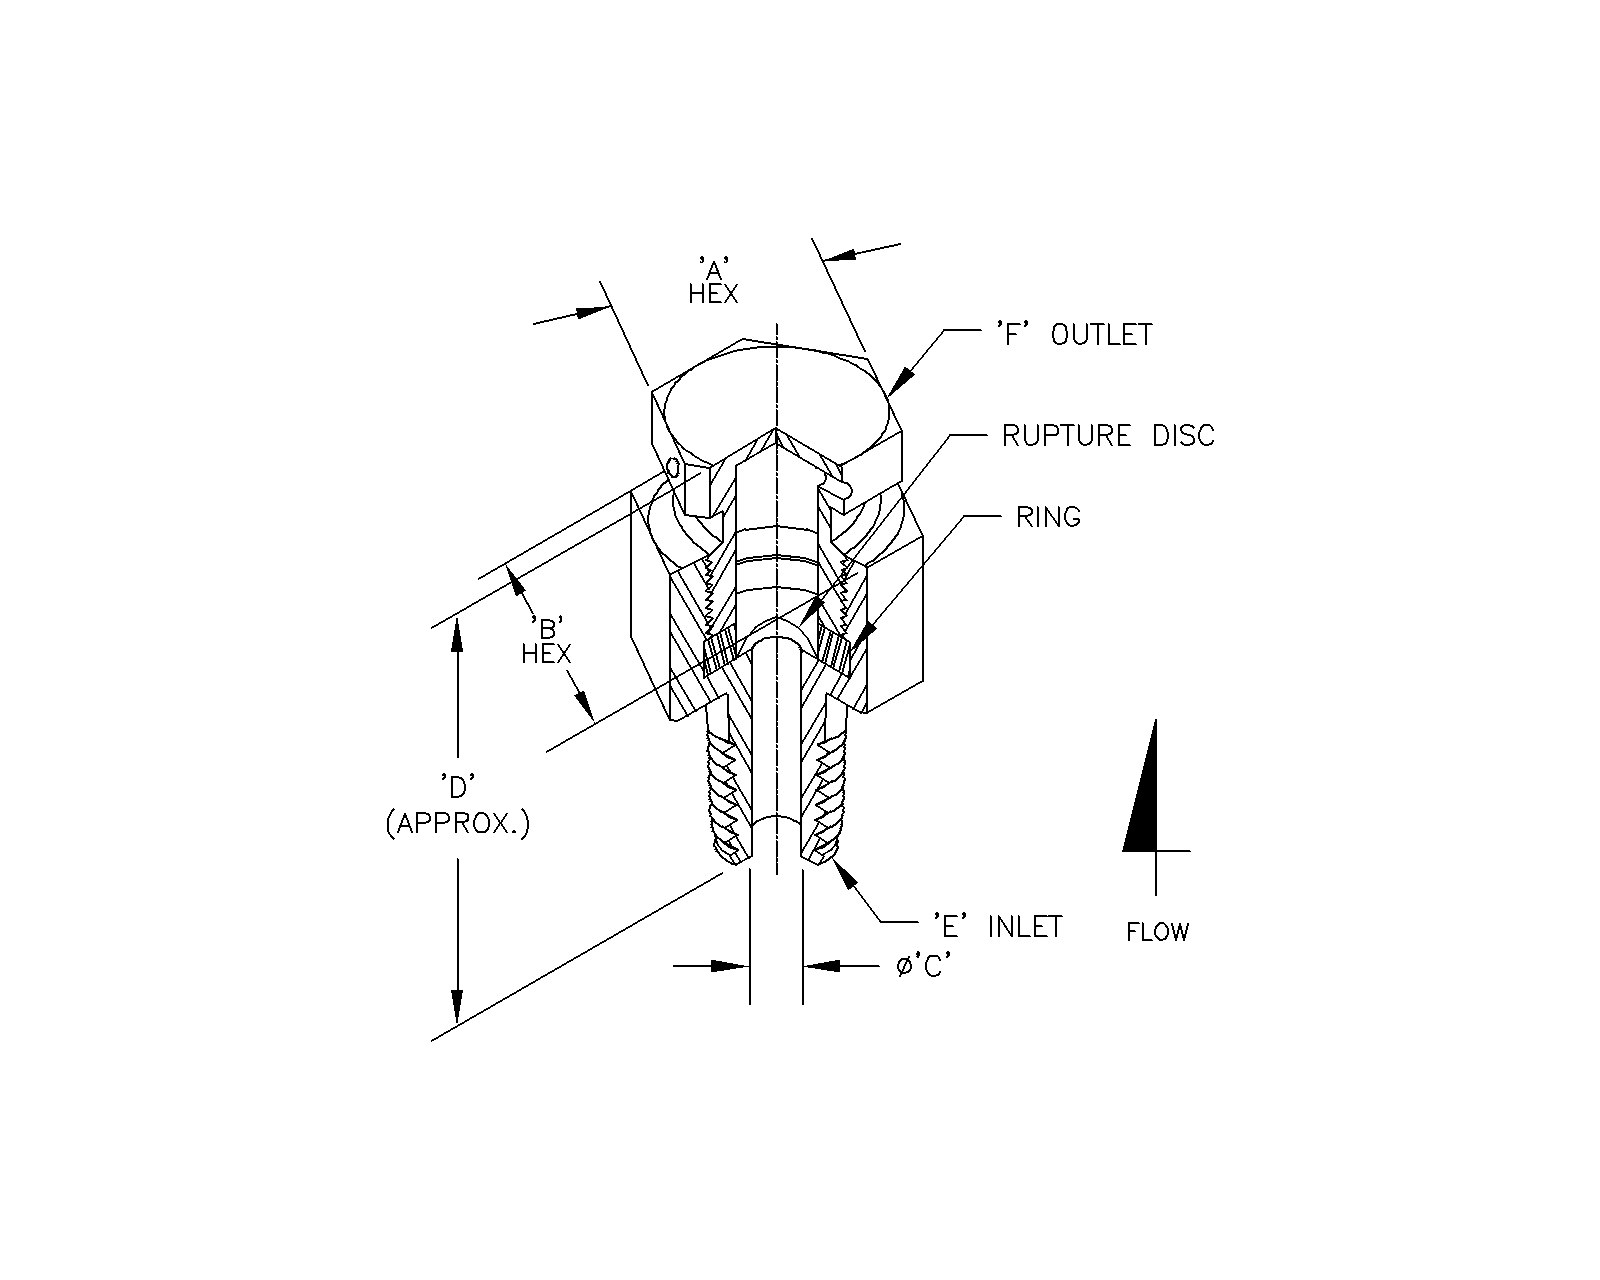 'A'
HEX
'F' OUTLET
RUPTURE DISC
RING
'B'
HEX
'D'
(APPROX.)
'E' INLET
FLOW
Ø'C'